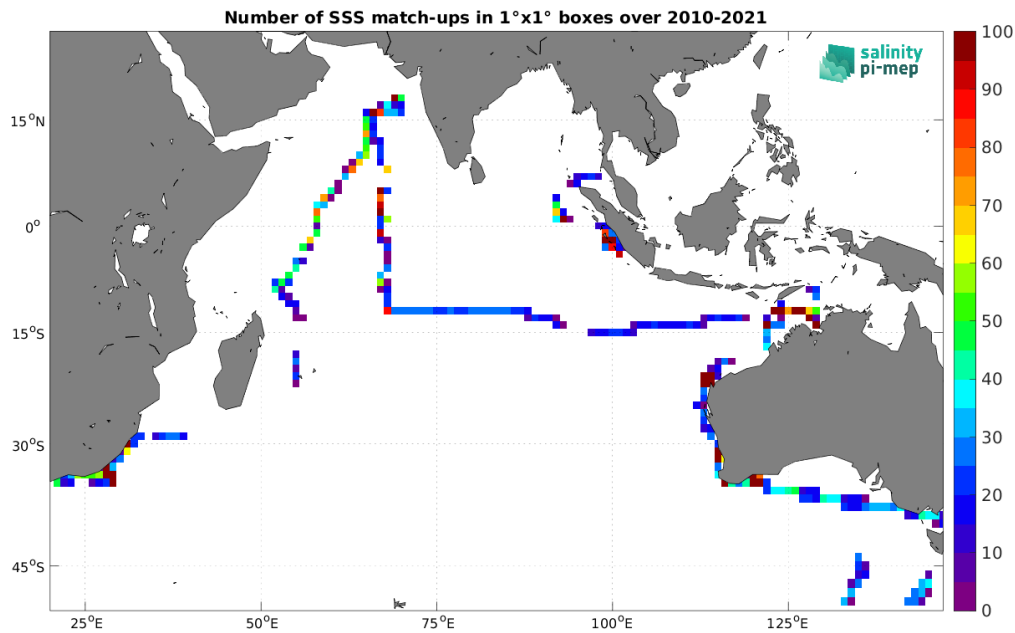 Number of SSS match-ups in 1°x1° boxes over 2010-2021
salinity
pi-mep
100
90
80
70
60
50
40
30
20
10
0
15°N
0°
15°S
30°S
45°S
25°E
50°E
75°E
100°E
125°E